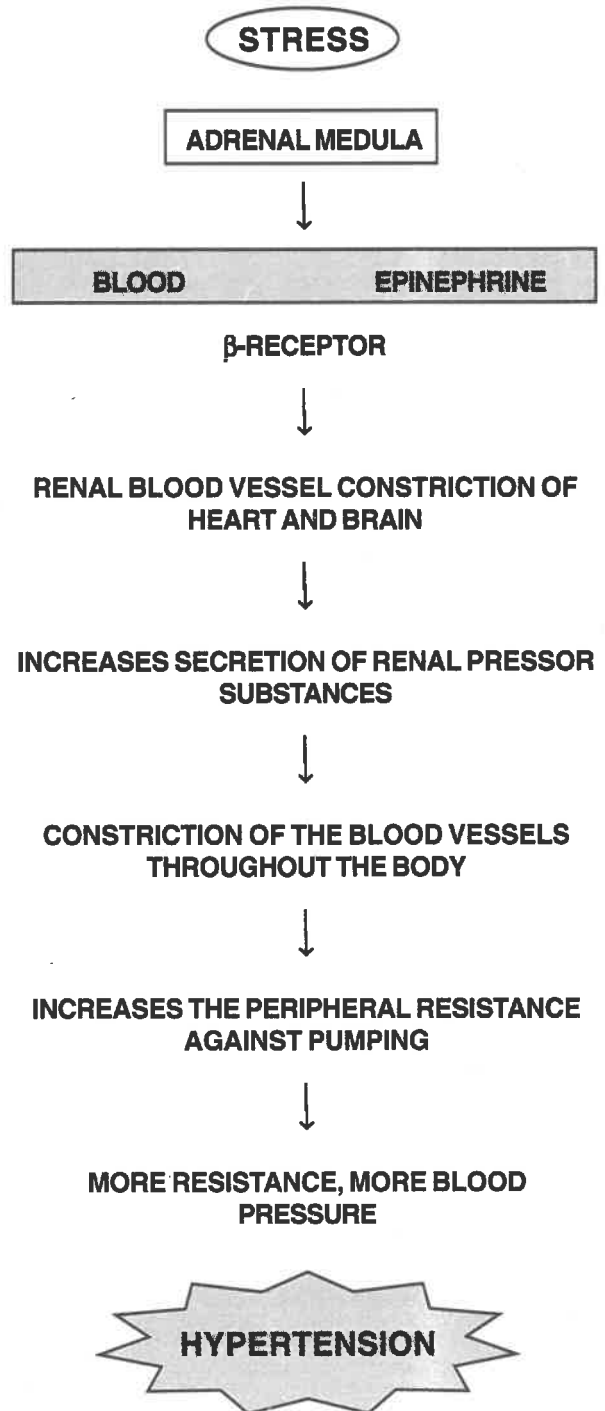 STRESS
ADRENAL MEDULA
BLOOD EPINEPHRINE
β-RECEPTOR
RENAL BLOOD VESSEL CONSTRICTION OF
HEART AND BRAIN
INCREASES SECRETION OF RENAL PRESSOR
SUBSTANCES
CONSTRICTION OF THE BLOOD VESSELS
THROUGHOUT THE BODY
INCREASES THE PERIPHERAL RESISTANCE
AGAINST PUMPING
MORE RESISTANCE, MORE BLOOD
PRESSURE
HYPERTENSION